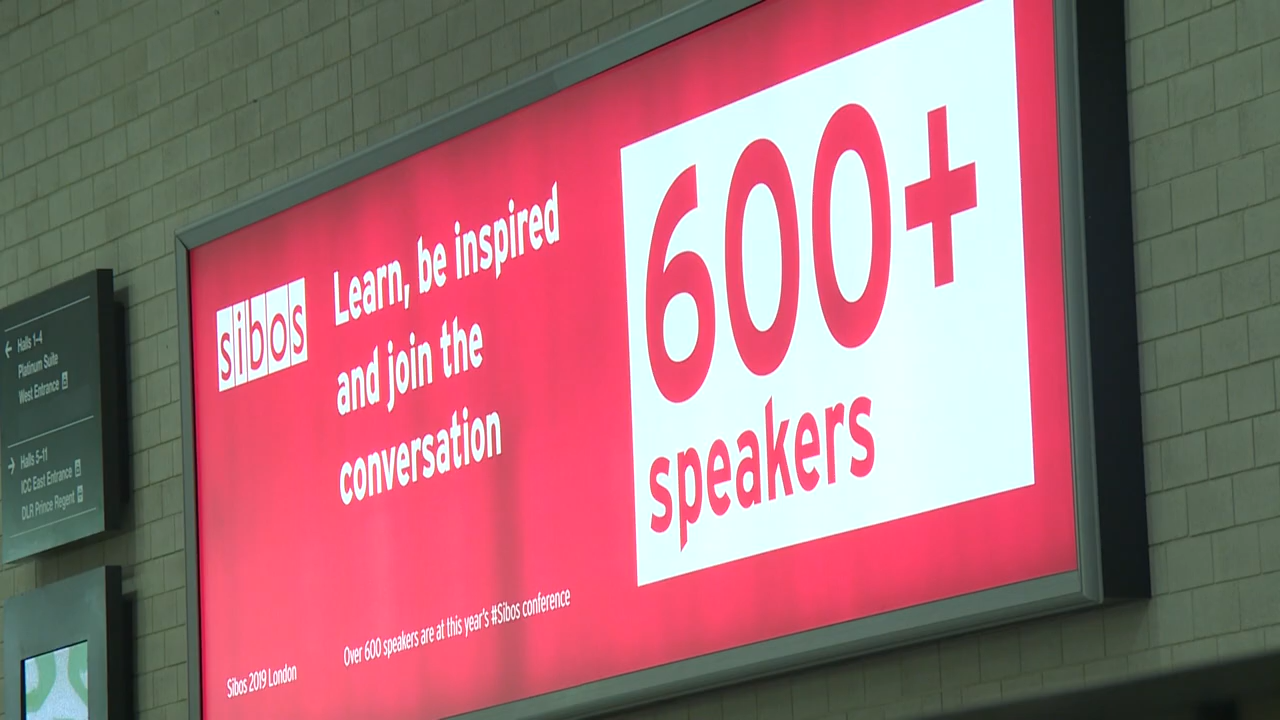 Halls 1-4
Platinum Suite
West Entrance
Halls 5-11
ICC East Entrance
DLR Prince Regent
sibos
Learn, be inspired
and join the
conversation
600+
speakers
Over 600 speakers are at this year's #Sibos conference
Sibos 2019 London